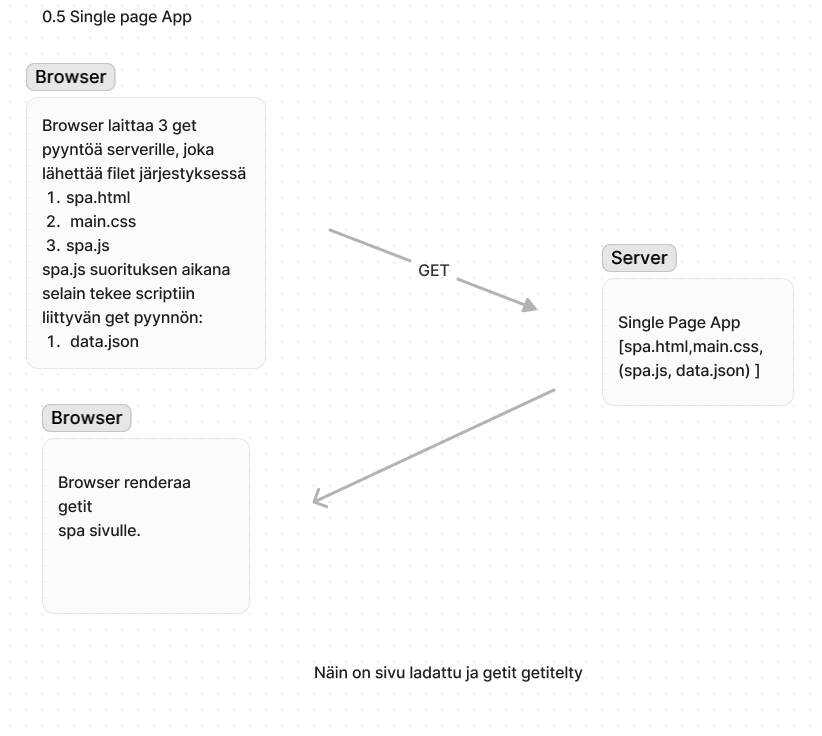 0.5 Single page App
Browser
Browser laittaa 3 get
pyyntöä serverille, joka
lähettää filet järjestyksessä
1. spa.html
2. main.css
3. spa.js
spa.js suorituksen aikana
selain tekee scriptiin
liittyvän get pyynnön:
1. data.json
GET
Server
Single Page App
[spa.html,main.css,
(spa.js, data.json) ]
Browser
Browser renderaa
getit
spa sivulle.
Näin on sivu ladattu ja getit getitelty